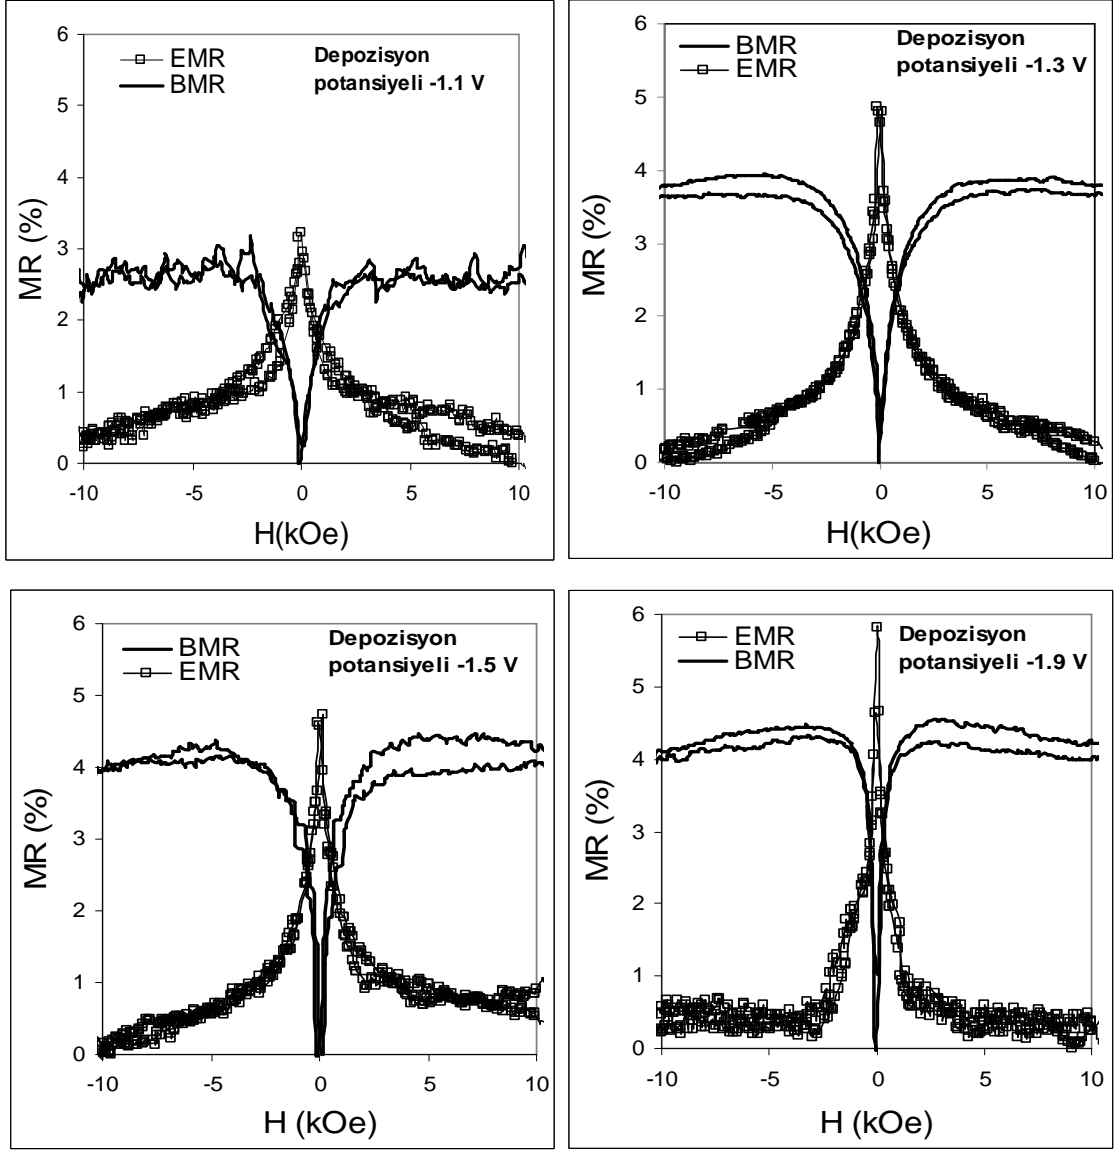 6
5
4
3
2
1
0
-10
-5
0
5
10
MR (%)
H(kOe)
EMR
BMR
Depozisyon
potansiyeli -1.1 V
6
5
4
3
2
1
0
-10
-5
0
5
10
MR (%)
H(kOe)
BMR
EMR
Depozisyon
potansiyeli -1.3 V
6
5
4
3
2
1
0
-10
-5
0
5
10
MR (%)
H (kOe)
BMR
EMR
Depozisyon
potansiyeli -1.5 V
6
5
4
3
2
1
0
-10
-5
0
5
10
MR (%)
H (kOe)
EMR
BMR
Depozisyon
potansiyeli -1.9 V